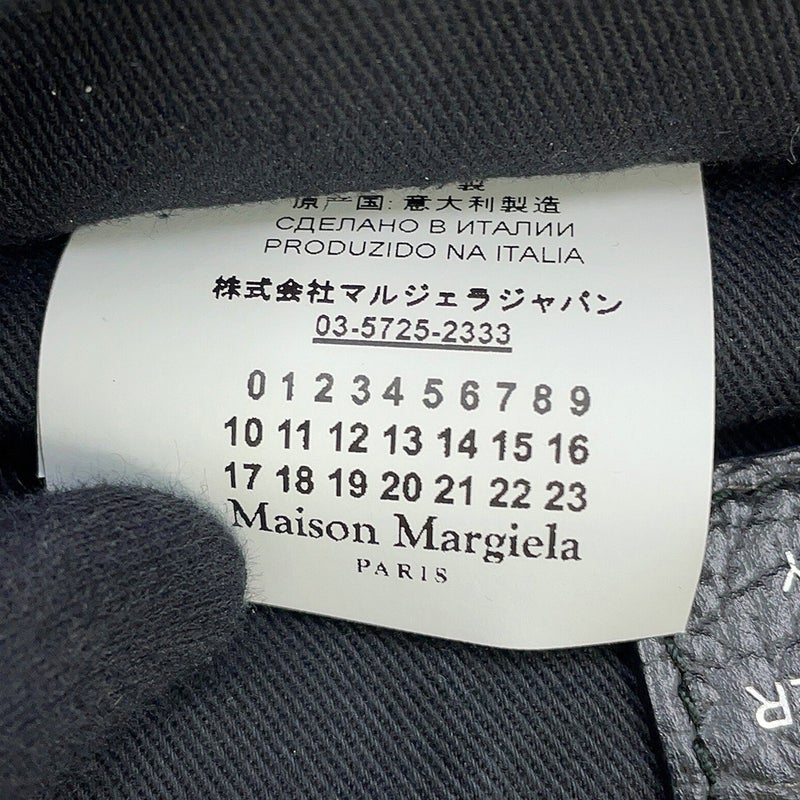 製
原产国: 意大利製造
СДЕЛАНО В ИТАЛИИ
PRODUZIDO NA ITALIA
株式会社マルジェラジャパン
03-5725-2333
0 1 2 3 4 5 6 7 8 9
10 11 12 13 14 15 16
17 18 19 20 21 22 23
Maison Margiela
PARIS